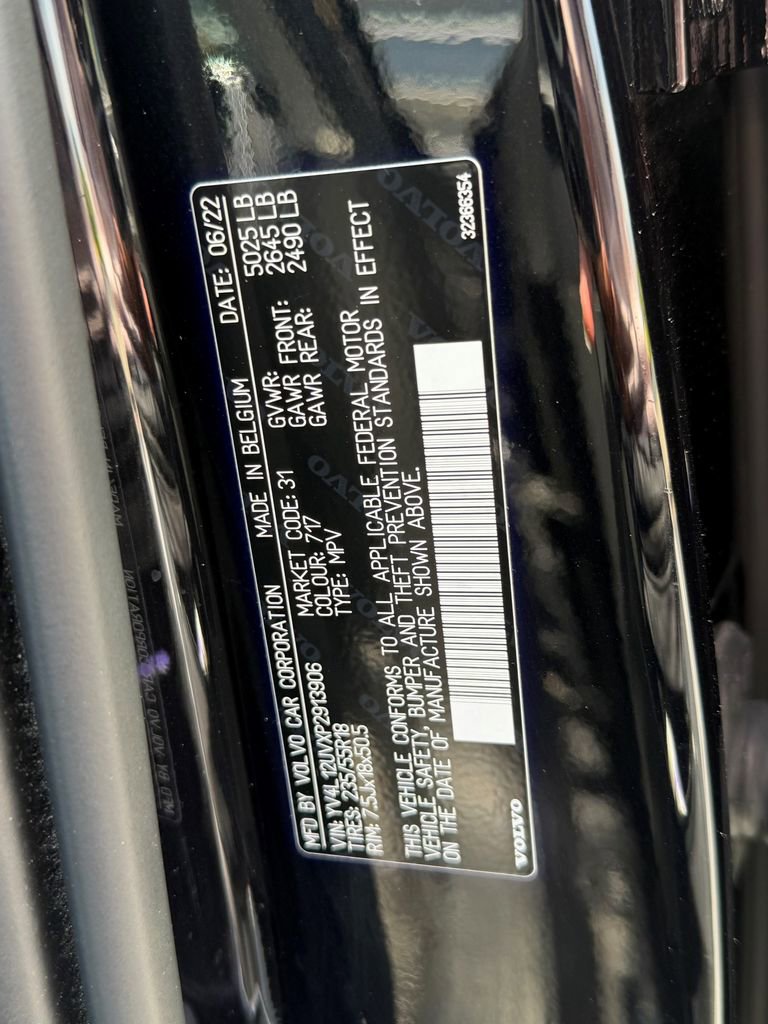 MFD BY VOLVO CAR CORPORATION MADE IN BELGIUM DATE: 06/22
VIN: YV4L12UVXP2913906 MARKET CODE: 31 GVWR: 5025 LB
TIRES: 235/55R18 COLOUR: 717 GAWR FRONT: 2645 LB
RIM: 7.5Jx18x50.5 TYPE: MPV GAWR REAR: 2490 LB
THIS VEHICLE CONFORMS TO ALL APPLICABLE FEDERAL MOTOR
VEHICLE SAFETY, BUMPER AND THEFT PREVENTION STANDARDS IN EFFECT
ON THE DATE OF MANUFACTURE SHOWN ABOVE.
VOLVO 32366354